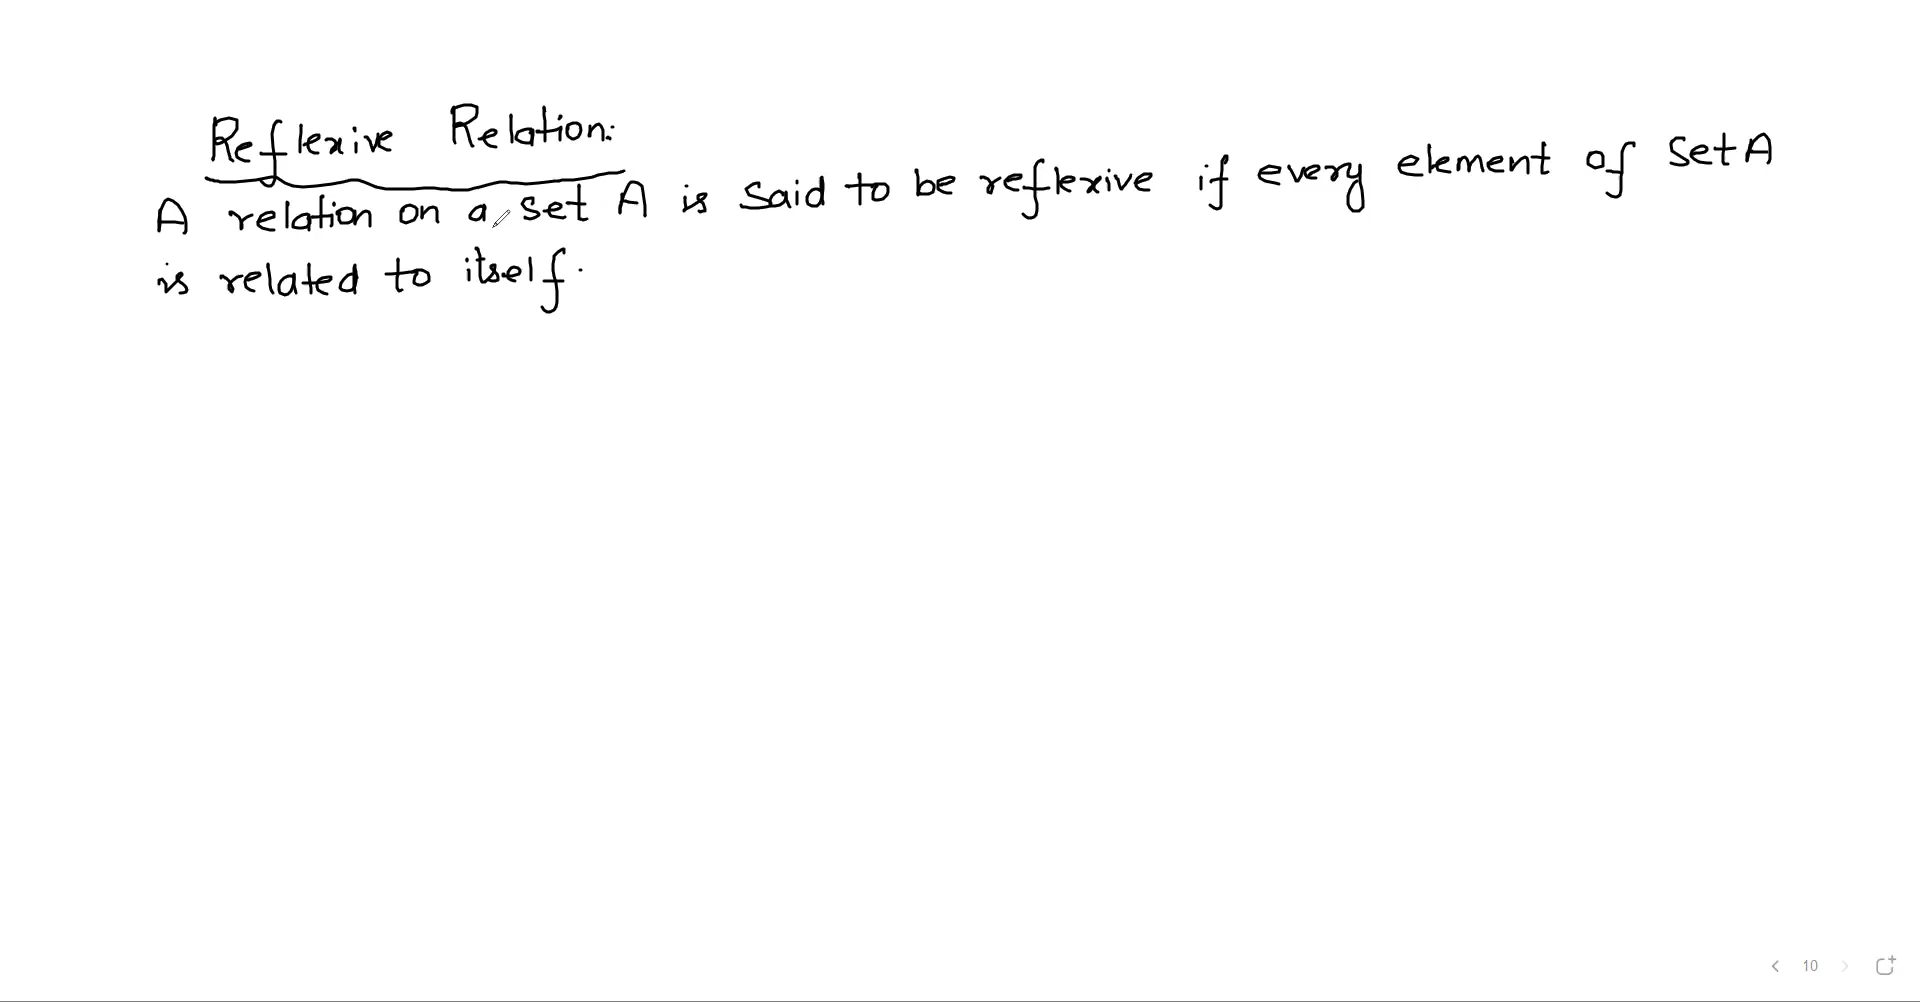 Reflexive Relation:
A relation on a set A is said to be reflexive if every element of set A
is related to itself.
10